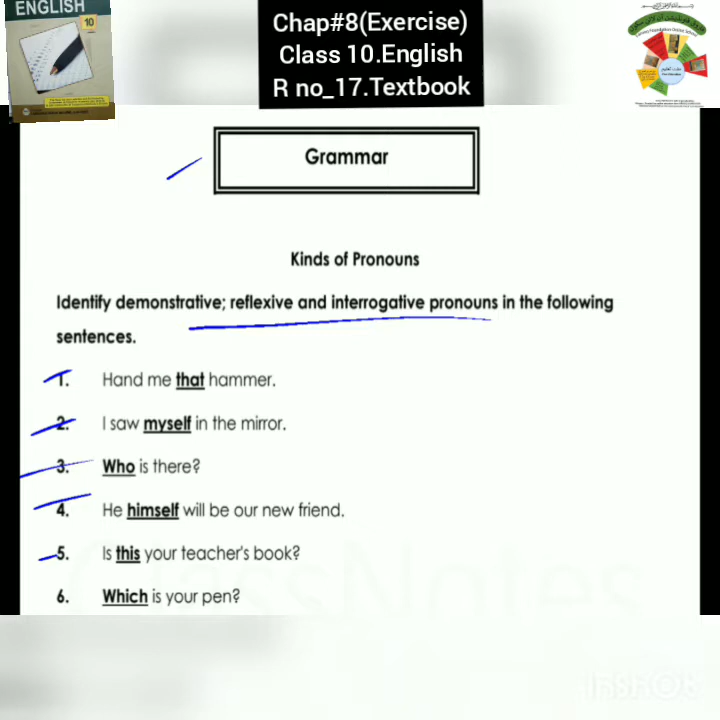 ENGLISH
10
Chap#8(Exercise)
Class 10.English
R no_17.Textbook
Grammar
Kinds of Pronouns
Identify demonstrative; reflexive and interrogative pronouns in the following
sentences.
1. Hand me that hammer.
2. I saw myself in the mirror.
3. Who is there?
4. He himself will be our new friend.
5. Is this your teacher's book?
6. Which is your pen?
ClassNotes